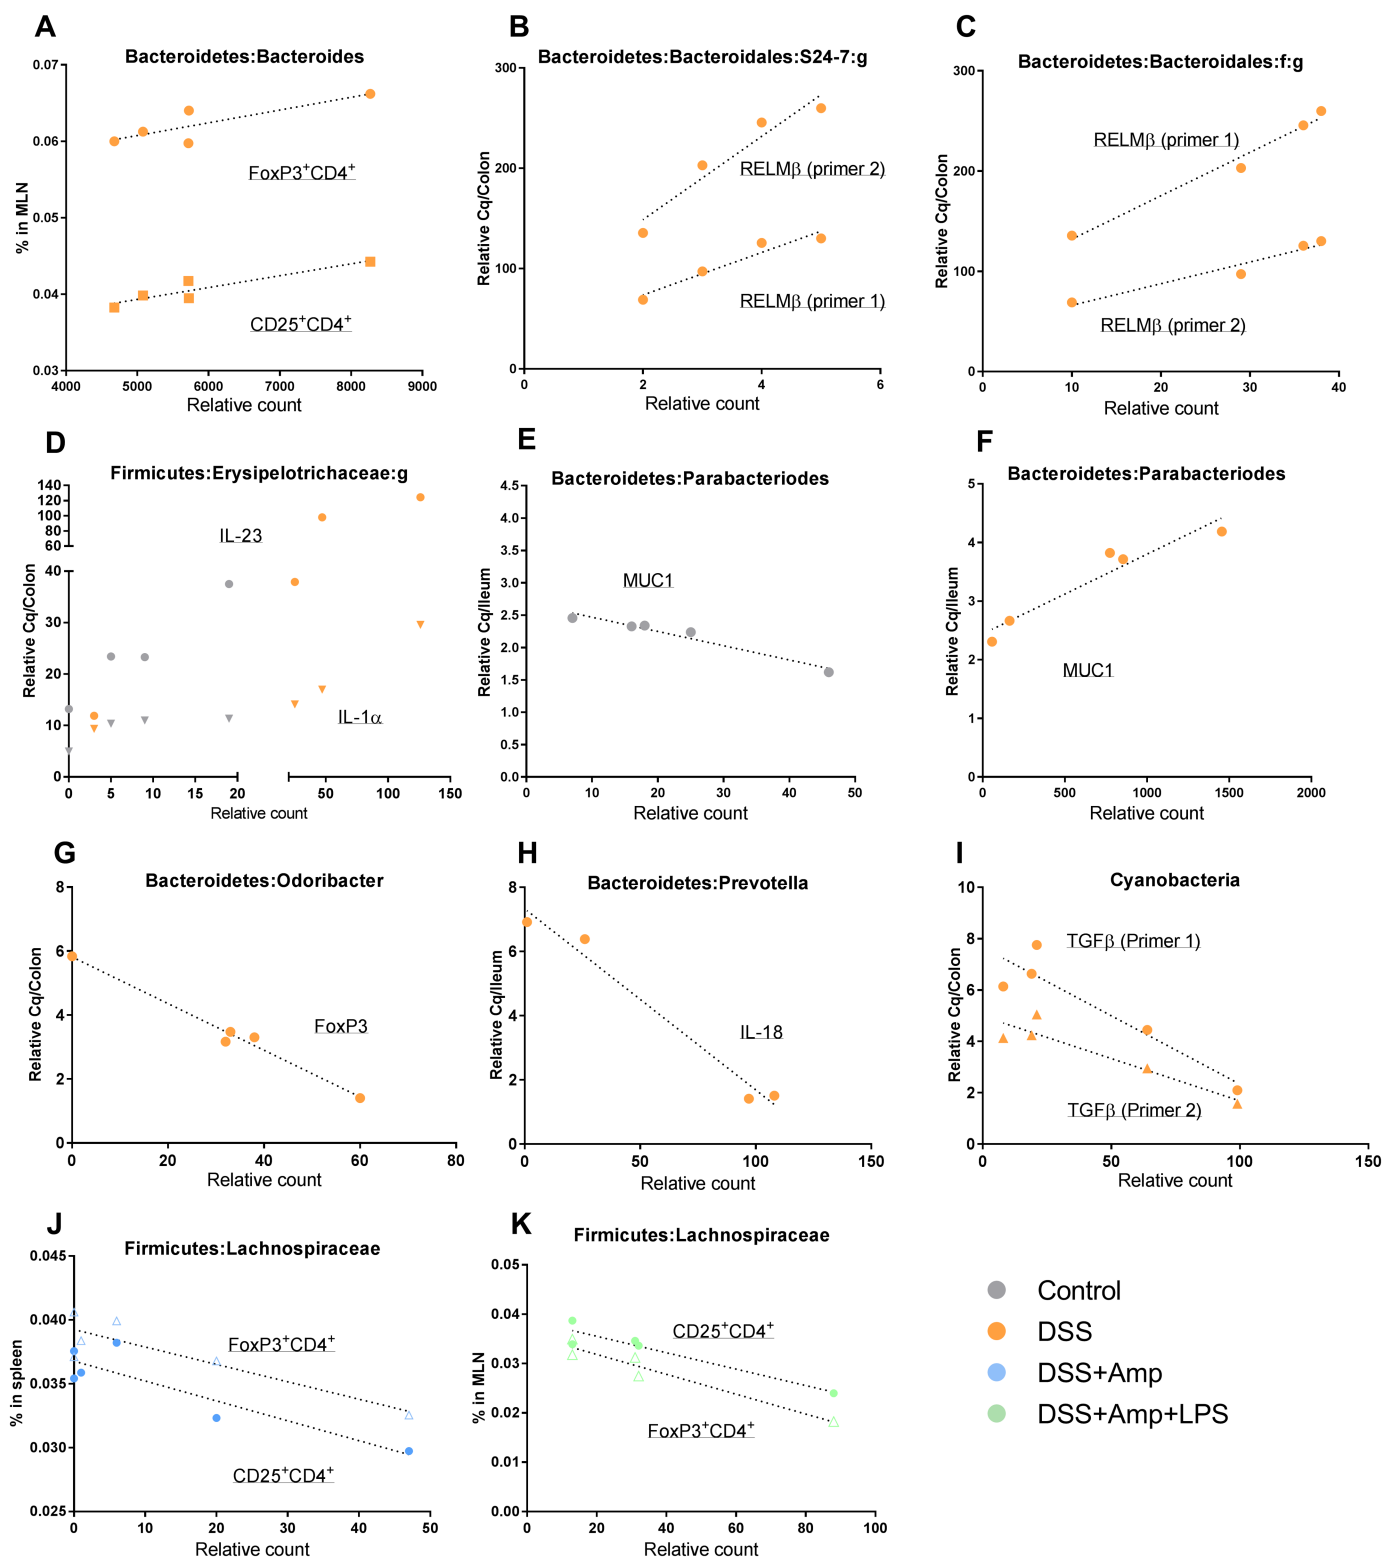 A
Bacteroidetes:Bacteroides
0.07
0.06
0.05
0.04
0.03
% in MLN
FoxP3+CD4+
CD25+CD4+
4000 5000 6000 7000 8000 9000
Relative count
B
Bacteroidetes:Bacteroidales:S24-7:g
300
200
100
0
Relative Cq/Colon
RELMβ (primer 2)
RELMβ (primer 1)
2 4 6
Relative count
C
Bacteroidetes:Bacteroidales:f:g
300
200
100
0
Relative Cq/Colon
RELMβ (primer 1)
RELMβ (primer 2)
0 10 20 30 40
Relative count
D
Firmicutes:Erysipelotrichaceae:g
140
120
100
80
60
40
30
20
10
0
Relative Cq/Colon
IL-23
IL-1α
0 5 10 15 20 50 100 150
Relative count
E
Bacteroidetes:Parabacteriodes
4.5
4.0
3.5
3.0
2.5
2.0
1.5
1.0
0.5
0.0
Relative Cq/Ileum
MUC1
0 10 20 30 40 50
Relative count
F
Bacteroidetes:Parabacteriodes
5
4
3
2
1
0
Relative Cq/Ileum
MUC1
0 500 1000 1500 2000
Relative count
G
Bacteroidetes:Odoribacter
8
6
4
2
0
Relative Cq/Colon
FoxP3
0 20 40 60 80
Relative count
H
Bacteroidetes:Prevotella
8
6
4
2
0
Relative Cq/Ileum
IL-18
0 50 100 150
Relative count
I
Cyanobacteria
10
8
6
4
2
0
Relative Cq/Colon
TGFβ (Primer 1)
TGFβ (Primer 2)
0 50 100 150
Relative count
J
Firmicutes:Lachnospiraceae
0.045
0.040
0.035
0.030
0.025
% in spleen
FoxP3+CD4+
CD25+CD4+
0 10 20 30 40 50
Relative count
K
Firmicutes:Lachnospiraceae
0.05
0.04
0.03
0.02
0.01
0.00
% in MLN
CD25+CD4+
FoxP3+CD4+
0 20 40 60 80 100
Relative count
Control
DSS
DSS+Amp
DSS+Amp+LPS